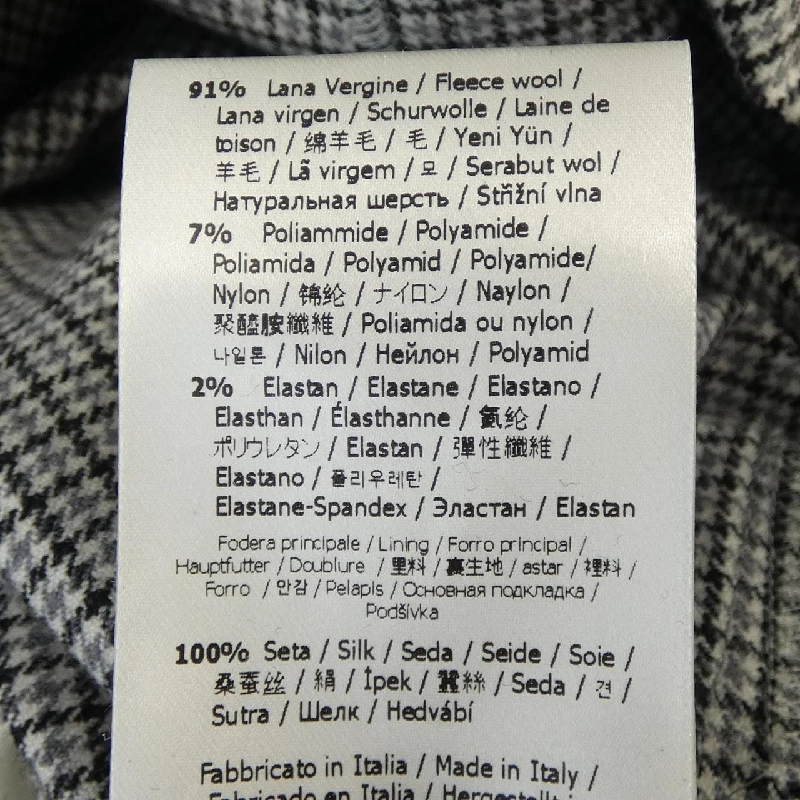 91% Lana Vergine / Fleece wool /
Lana virgen / Schurwolle / Laine de
toison / 绵羊毛 / 毛 / Yeni Yün /
羊毛 / Lã virgem / 모 / Serabut wol /
Натуральная шерсть / Střžní vlna
7% Poliammide / Polyamide /
Poliamida / Polyamid / Polyamide/
Nylon / 锦纶 / ナイロン / Naylon /
聚醯胺纖維 / Poliamida ou nylon /
나일론 / Nilon / Нейлон / Polyamid
2% Elastan / Elastane / Elastano /
Elasthan / Élasthanne / 氨纶 /
ポリウレタン / Elastan / 彈性纖維 /
Elastano / 폴리우레탄 /
Elastane-Spandex / Эластан / Elastan
Fodera principale / Lining / Forro principal /
Hauptfutter / Doublure / 里料 / 裏生地 / astar / 裡料 /
Forro / 안감 / Pelapis / Основная подкладка /
Podšívka
100% Seta / Silk / Seda / Seide / Soie /
桑蚕丝 / 絹 / İpek / 蠶絲 / Seda / 견 /
Sutra / Шелк / Hedvábí
Fabbricato in Italia / Made in Italy /
Fabricado en Italia / Hergestellt i